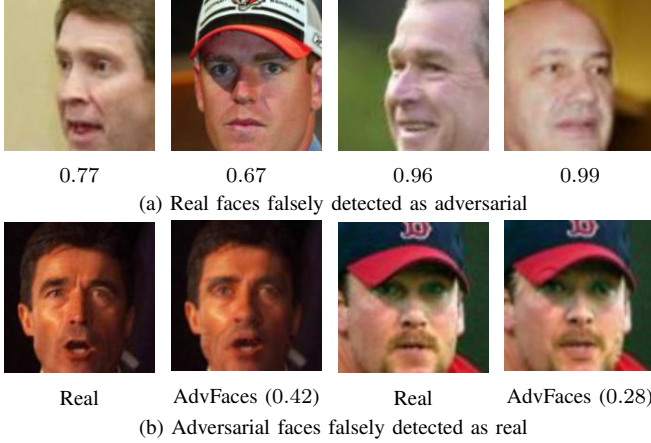 0.77 0.67 0.96 0.99
(a) Real faces falsely detected as adversarial
B
Real AdvFaces (0.42) Real AdvFaces (0.28)
(b) Adversarial faces falsely detected as real